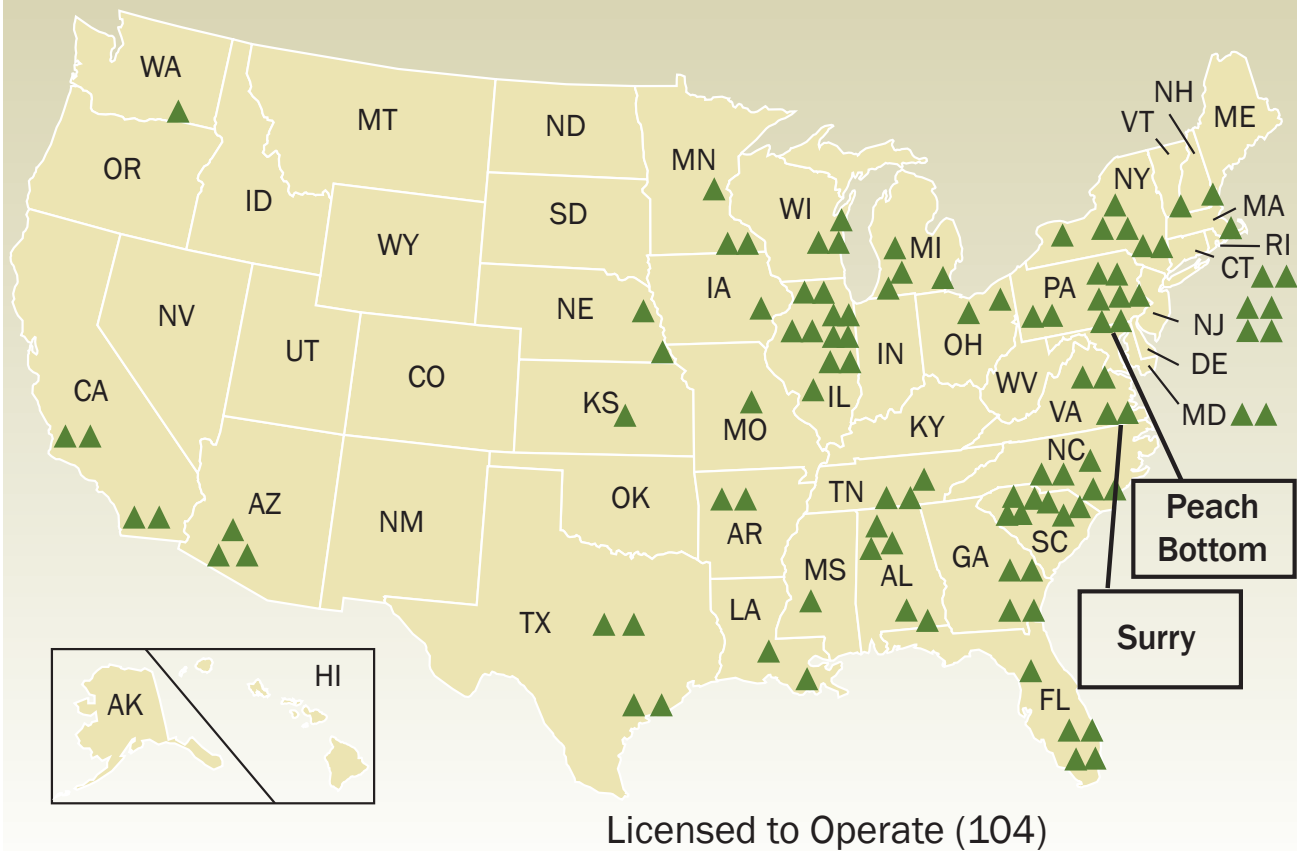 WA
MT
ND
MN
OR
ID
SD
WI
WY
MI
NH
VT
ME
NY
MA
RI
CT
NV
UT
NE
IA
PA
NJ
CA
CO
KS
MO
IL
IN
OH
WV
VA
DE
MD
KY
AZ
NM
OK
AR
TN
NC
SC
TX
LA
MS
AL
GA
FL
AK
HI
Peach
Bottom
Surry
Licensed to Operate (104)